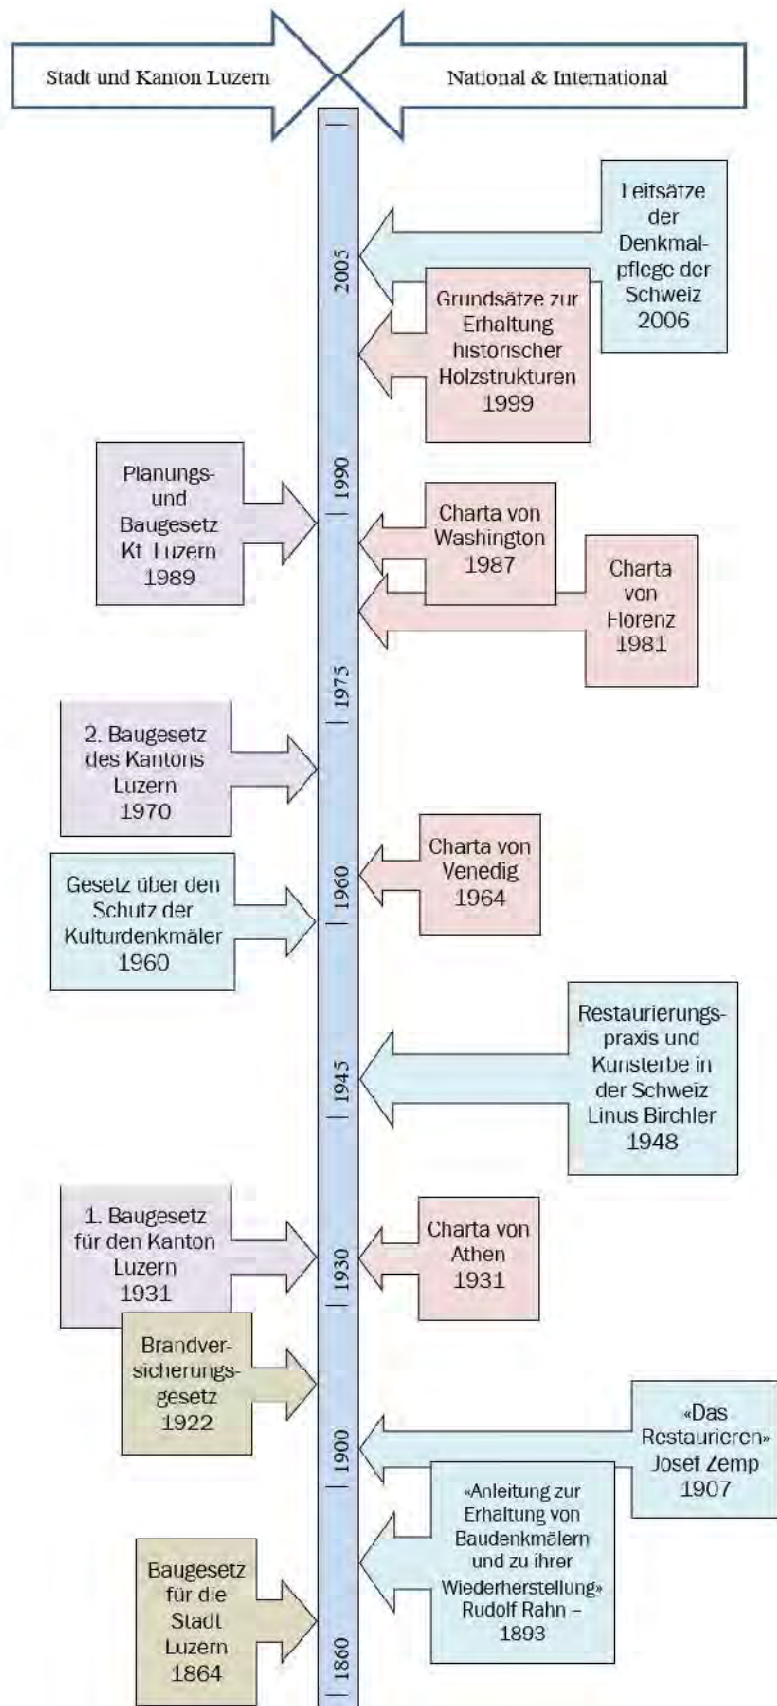 Stadt und Kanton Luzern
National & International
2005
1990
1975
1960
1945
1930
1900
1860
Leitsätze
der
Denkmal-
pflege der
Schweiz
2006
Grundsätze zur
Erhaltung
historischer
Holzstrukturen
1999
Planungs-
und
Baugesetz
Kt. Luzern
1989
Charta von
Washington
1987
Charta
von
Florenz
1981
2. Baugesetz
des Kantons
Luzern
1970
Charta von
Venedig
1964
Gesetz über den
Schutz der
Kulturdenkmäler
1960
Restaurierungs-
praxis und
Kunsterbe in
der Schweiz
Linus Birchler
1948
1. Baugesetz
für den Kanton
Luzern
1931
Charta von
Athen
1931
Brandver-
sicherungs-
gesetz
1922
«Das
Restaurieren»
Josef Zemp
1907
«Anleitung zur
Erhaltung von
Baudenkmälern
und zu ihrer
Wiederherstellung»
Rudolf Rahn –
1893
Baugesetz
für die
Stadt
Luzern
1864